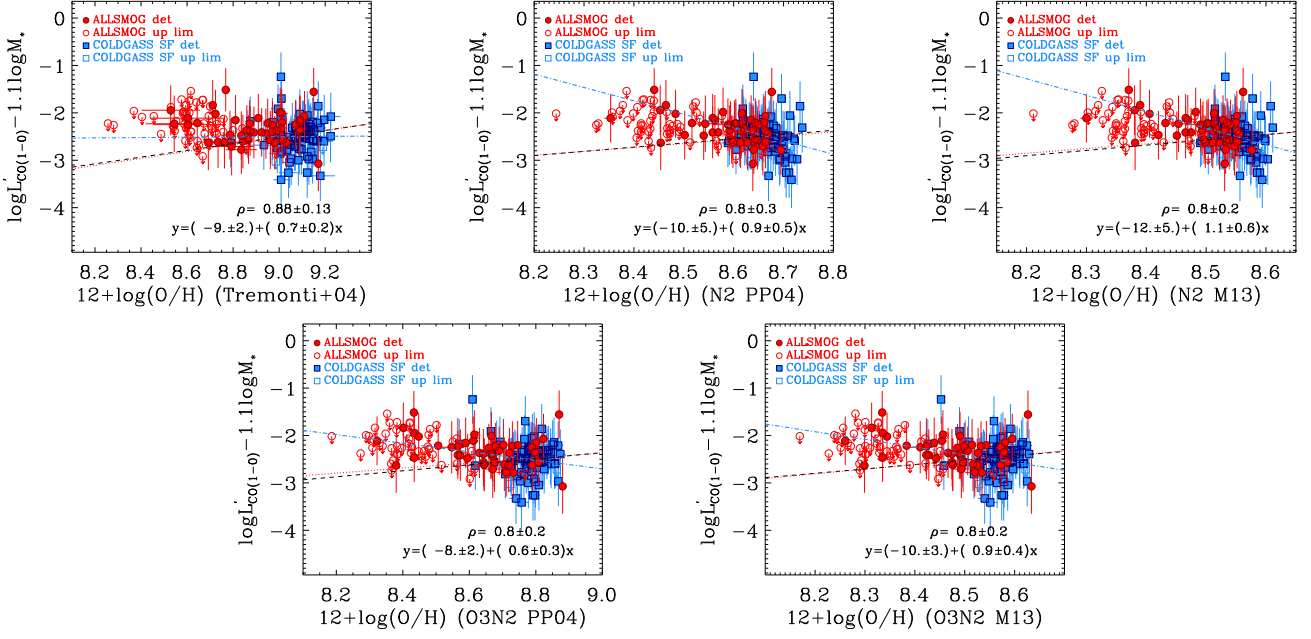 ALLSMOG det
ALLSMOG up lim
COLDGASS SF det
COLDGASS SF up lim
logL'CO(1−0)−1.1logM*
0
−1
−2
−3
−4
ρ= 0.88±0.13
y=( −9.±2.)+( 0.7±0.2)x
8.2 8.4 8.6 8.8 9.0 9.2
12+log(O/H) (Tremonti+04)
ALLSMOG det
ALLSMOG up lim
COLDGASS SF det
COLDGASS SF up lim
logL'CO(1−0)−1.1logM*
0
−1
−2
−3
−4
ρ= 0.8±0.3
y=(−10.±5.)+( 0.9±0.5)x
8.2 8.3 8.4 8.5 8.6 8.7 8.8
12+log(O/H) (N2 PP04)
ALLSMOG det
ALLSMOG up lim
COLDGASS SF det
COLDGASS SF up lim
logL'CO(1−0)−1.1logM*
0
−1
−2
−3
−4
ρ= 0.8±0.2
y=(−12.±5.)+( 1.1±0.6)x
8.2 8.3 8.4 8.5 8.6
12+log(O/H) (N2 M13)
ALLSMOG det
ALLSMOG up lim
COLDGASS SF det
COLDGASS SF up lim
logL'CO(1−0)−1.1logM*
0
−1
−2
−3
−4
ρ= 0.8±0.2
y=( −8.±2.)+( 0.6±0.3)x
8.2 8.4 8.6 8.8 9.0
12+log(O/H) (O3N2 PP04)
ALLSMOG det
ALLSMOG up lim
COLDGASS SF det
COLDGASS SF up lim
logL'CO(1−0)−1.1logM*
0
−1
−2
−3
−4
ρ= 0.8±0.2
y=(−10.±3.)+( 0.9±0.4)x
8.2 8.3 8.4 8.5 8.6
12+log(O/H) (O3N2 M13)